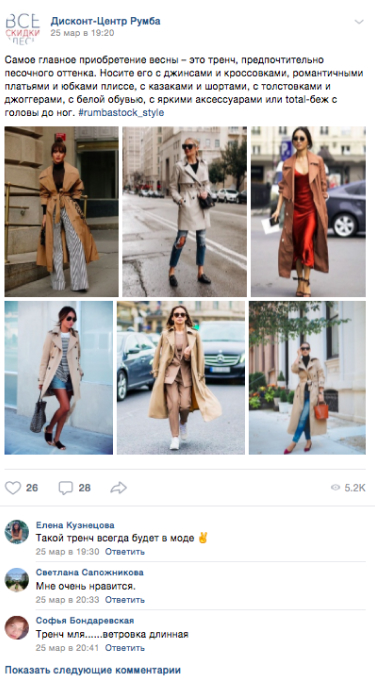 ВСЕ
СКИДКИ
Дисконт-Центр Румба
25 мар в 19:20
Самое главное приобретение весны – это тренч, предпочтительно
песочного оттенка. Носите его с джинсами и кроссовками, романтичными
платьями и юбками плиссе, с казаками и шортами, с толстовками и
джоггерами, с белой обувью, с яркими аксессуарами или total-беж с
головы до ног. #rumbastock_style
26
28
5.2K
Елена Кузнецова
Такой тренч всегда будет в моде ✌
25 мар в 19:30 Ответить
Светлана Сапожникова
Мне очень нравится.
25 мар в 20:33 Ответить
Софья Бондаревская
Тренч мля......ветровка длинная
25 мар в 20:41 Ответить
Показать следующие комментарии